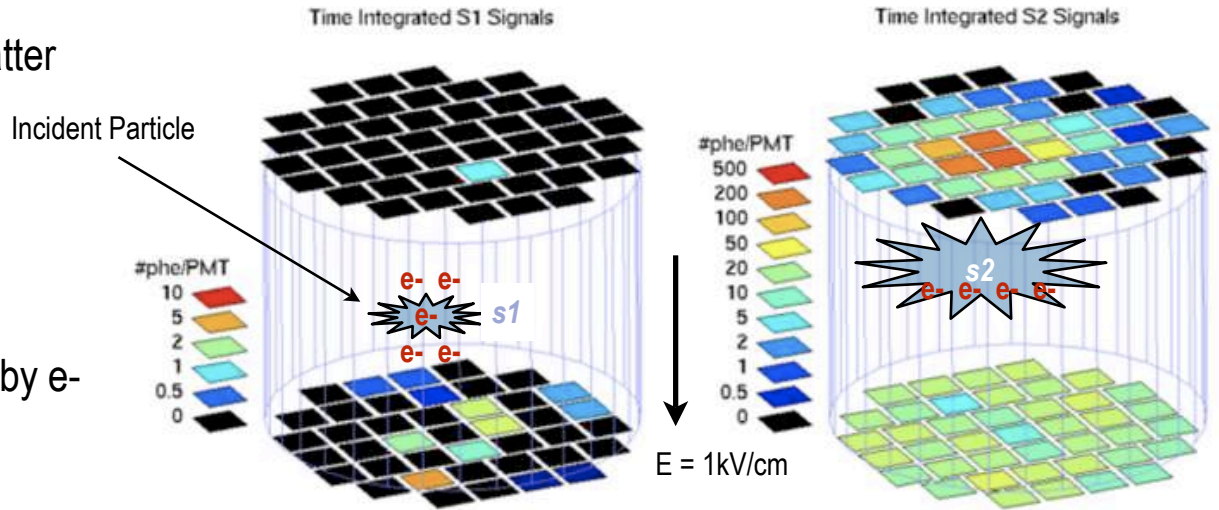 Time Integrated S1 Signals
Time Integrated S2 Signals
Incident Particle
by e-
#phe/PMT
10
5
2
1
0.5
0
e- e-
e-
e- e-
s1
E = 1kV/cm
#phe/PMT
500
200
100
50
20
10
5
2
1
0.5
0
s2
e- e- e- e-